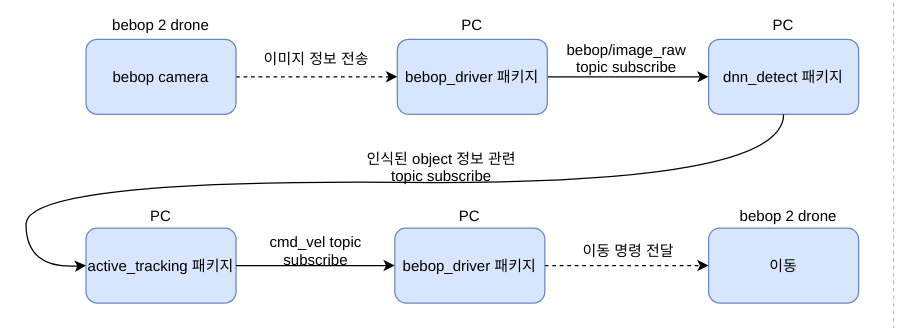 bebop 2 drone
PC
PC
bebop camera
이미지 정보 전송
bebop_driver 패키지
bebop/image_raw
topic subscribe
dnn_detect 패키지
인식된 object 정보 관련
topic subscribe
PC
PC
bebop 2 drone
active_tracking 패키지
cmd_vel topic
subscribe
bebop_driver 패키지
이동 명령 전달
이동